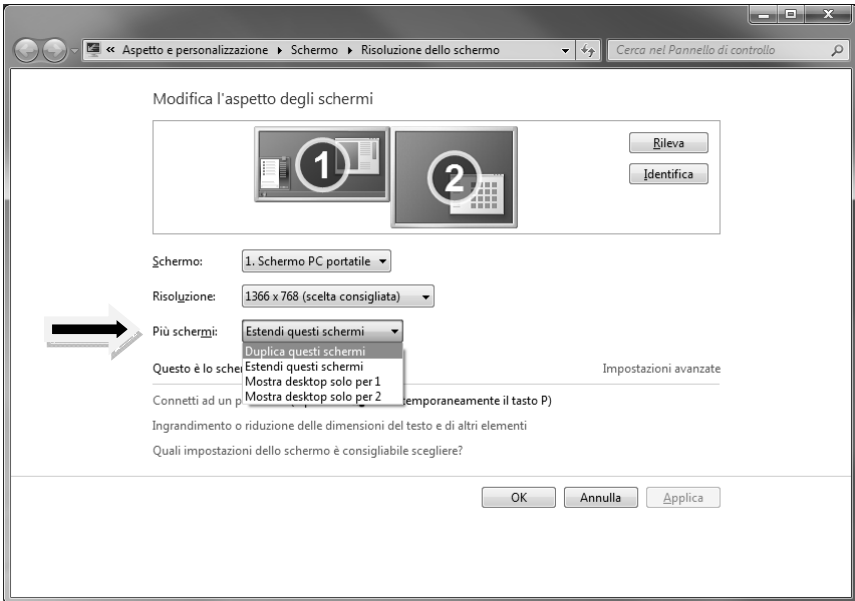 « Aspetto e personalizzazione Schermo Risoluzione dello schermo Cerca nel Pannello di controllo
Modifica l'aspetto degli schermi
1 2
Rileva
Identifica
Schermo: 1. Schermo PC portatile
Risoluzione: 1366 x 768 (scelta consigliata)
Più schermi: Estendi questi schermi
Duplica questi schermi
Estendi questi schermi
Mostra desktop solo per 1
Mostra desktop solo per 2
Questo è lo Impostazioni avanzate
Connetti ad un il tasto P)
Ingrandimento o riduzione delle dimensioni del testo e di altri elementi
Quali impostazioni dello schermo è consigliabile scegliere?
OK Annulla Applica